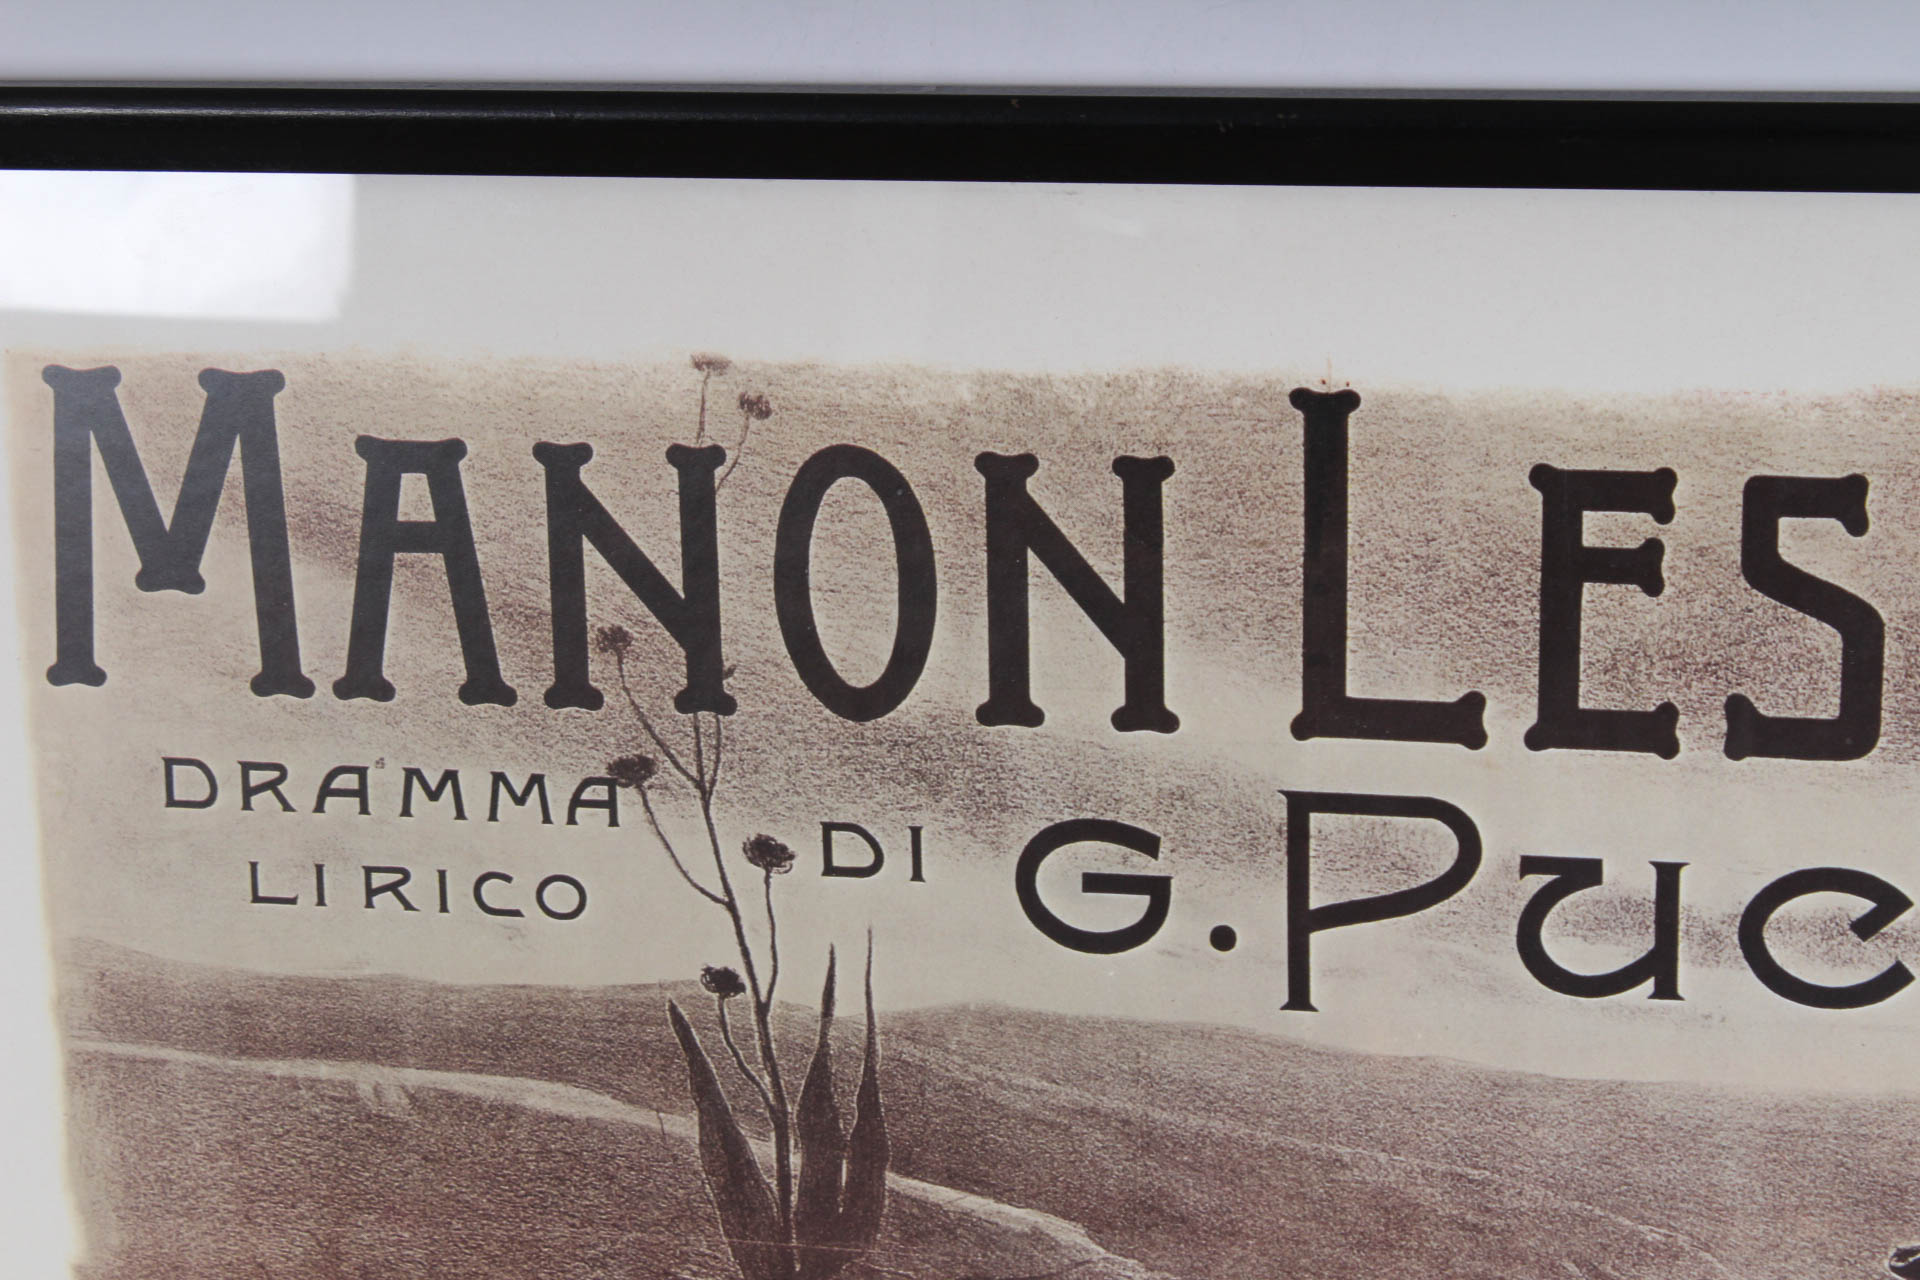 MANON LES
DRAMMA
LIRICO
DI G. PUC